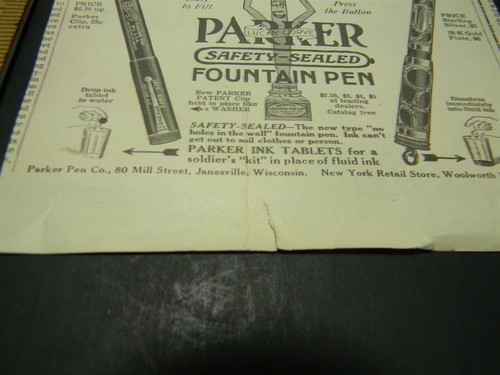 PRICE
$2.50 up
Parker
Clip, 25c
extra
to Fill
Press
the Button
LUCKY CURVE
PARKER
SAFETY-SEALED
FOUNTAIN PEN
PRICE
Sterling
Silver, $5
18-K Gold
Plate, $6
New PARKER
PATENT Clip
held in place like
a WASHER
$2.50, $3, $4, $5
at leading
dealers.
Catalog free
Drop ink
tablet
in water
Dissolves
immediately
into fluid ink
SAFETY-SEALED—The new type "no
holes in the wall" fountain pen. Ink can't
get out to soil clothes or person.
PARKER INK TABLETS for a
soldier's "kit" in place of fluid ink
Parker Pen Co., 80 Mill Street, Janesville, Wisconsin. New York Retail Store, Woolworth